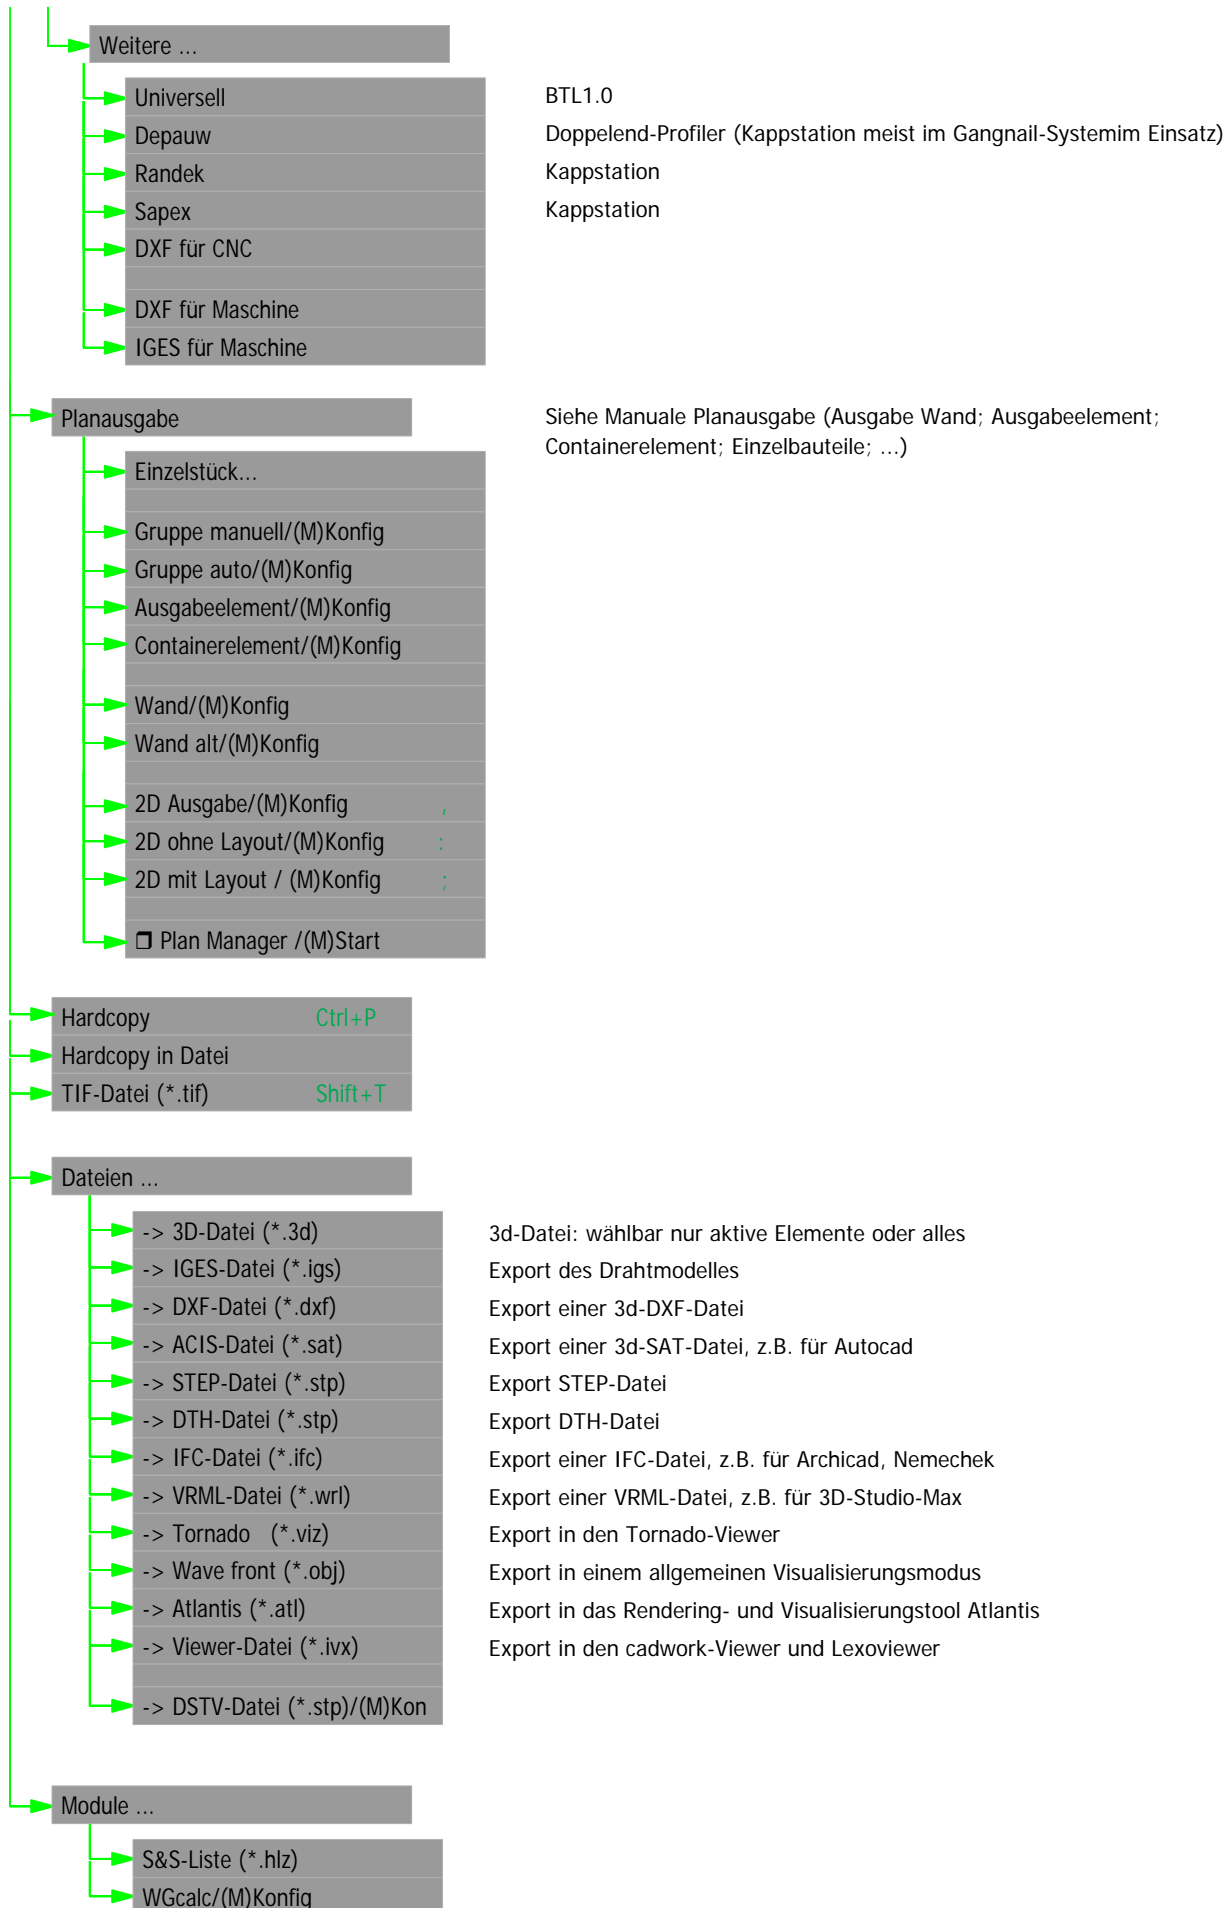 Weitere ...
Universell BTL1.0
Depauw Doppelend-Profiler (Kappstation meist im Gangnail-Systemim Einsatz)
Randek Kappstation
Sapex Kappstation
DXF für CNC
DXF für Maschine
IGES für Maschine
Planausgabe Siehe Manuale Planausgabe (Ausgabe Wand; Ausgabeelement;
Containerelement; Einzelbauteile; ...)
Einzelstück...
Gruppe manuell/(M)Konfig
Gruppe auto/(M)Konfig
Ausgabeelement/(M)Konfig
Containerelement/(M)Konfig
Wand/(M)Konfig
Wand alt/(M)Konfig
2D Ausgabe/(M)Konfig ,
2D ohne Layout/(M)Konfig :
2D mit Layout / (M)Konfig ;
❐ Plan Manager /(M)Start
Hardcopy Ctrl+P
Hardcopy in Datei
TIF-Datei (*.tif) Shift+T
Dateien ...
-> 3D-Datei (*.3d) 3d-Datei: wählbar nur aktive Elemente oder alles
-> IGES-Datei (*.igs) Export des Drahtmodelles
-> DXF-Datei (*.dxf) Export einer 3d-DXF-Datei
-> ACIS-Datei (*.sat) Export einer 3d-SAT-Datei, z.B. für Autocad
-> STEP-Datei (*.stp) Export STEP-Datei
-> DTH-Datei (*.stp) Export DTH-Datei
-> IFC-Datei (*.ifc) Export einer IFC-Datei, z.B. für Archicad, Nemechek
-> VRML-Datei (*.wrl) Export einer VRML-Datei, z.B. für 3D-Studio-Max
-> Tornado (*.viz) Export in den Tornado-Viewer
-> Wave front (*.obj) Export in einem allgemeinen Visualisierungsmodus
-> Atlantis (*.atl) Export in das Rendering- und Visualisierungstool Atlantis
-> Viewer-Datei (*.ivx) Export in den cadwork-Viewer und Lexoviewer
-> DSTV-Datei (*.stp)/(M)Kon
Module ...
S&S-Liste (*.hlz)
WGcalc/(M)Konfig